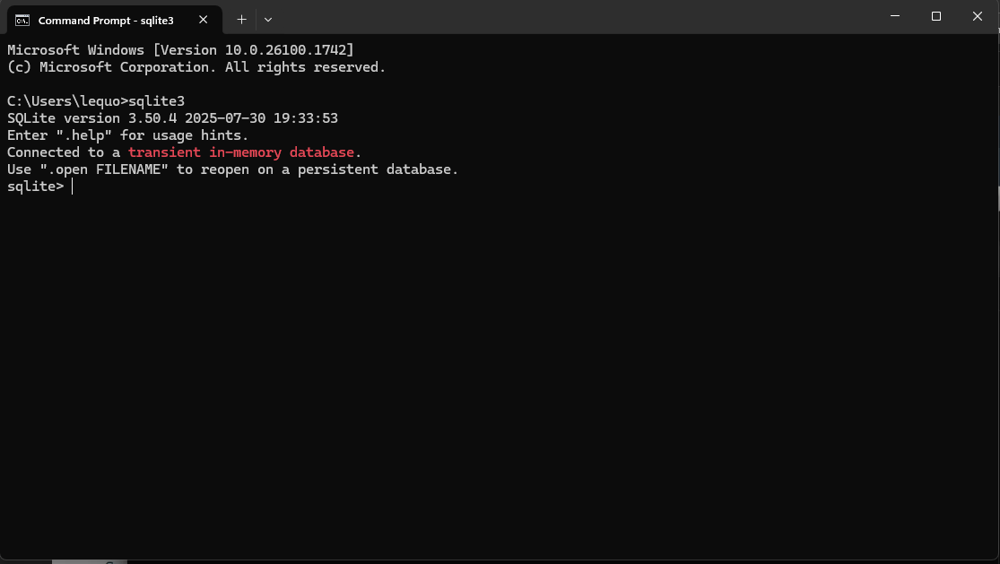 Command Prompt - sqlite3
Microsoft Windows [Version 10.0.26100.1742]
(c) Microsoft Corporation. All rights reserved.
C:\Users\lequo>sqlite3
SQLite version 3.50.4 2025-07-30 19:33:53
Enter ".help" for usage hints.
Connected to a transient in-memory database.
Use ".open FILENAME" to reopen on a persistent database.
sqlite>